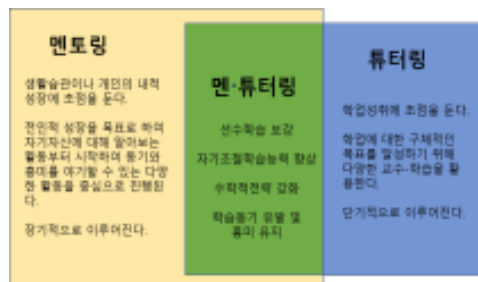 멘토링
생활습관이나 개인의 내적
성장에 초점을 둔다.
전인적 성장을 목표로 하며
자기자신에 대해 알아보는
활동부터 시작하며 동기와
흥미를 야기할 수 있는 다양
한 활동을 중심으로 진행된
다.
장기적으로 이루어진다.
멘·튜터링
선수학습 보강
자기조절학습능력 향상
수학적전략 강화
학습동기 유발 및
흥미 유지
튜터링
학업성취에 초점을 둔다.
학업에 대한 구체적인
목표를 달성하기 위해
다양한 교수-학습을 활
용한다.
단기적으로 이루어진다.